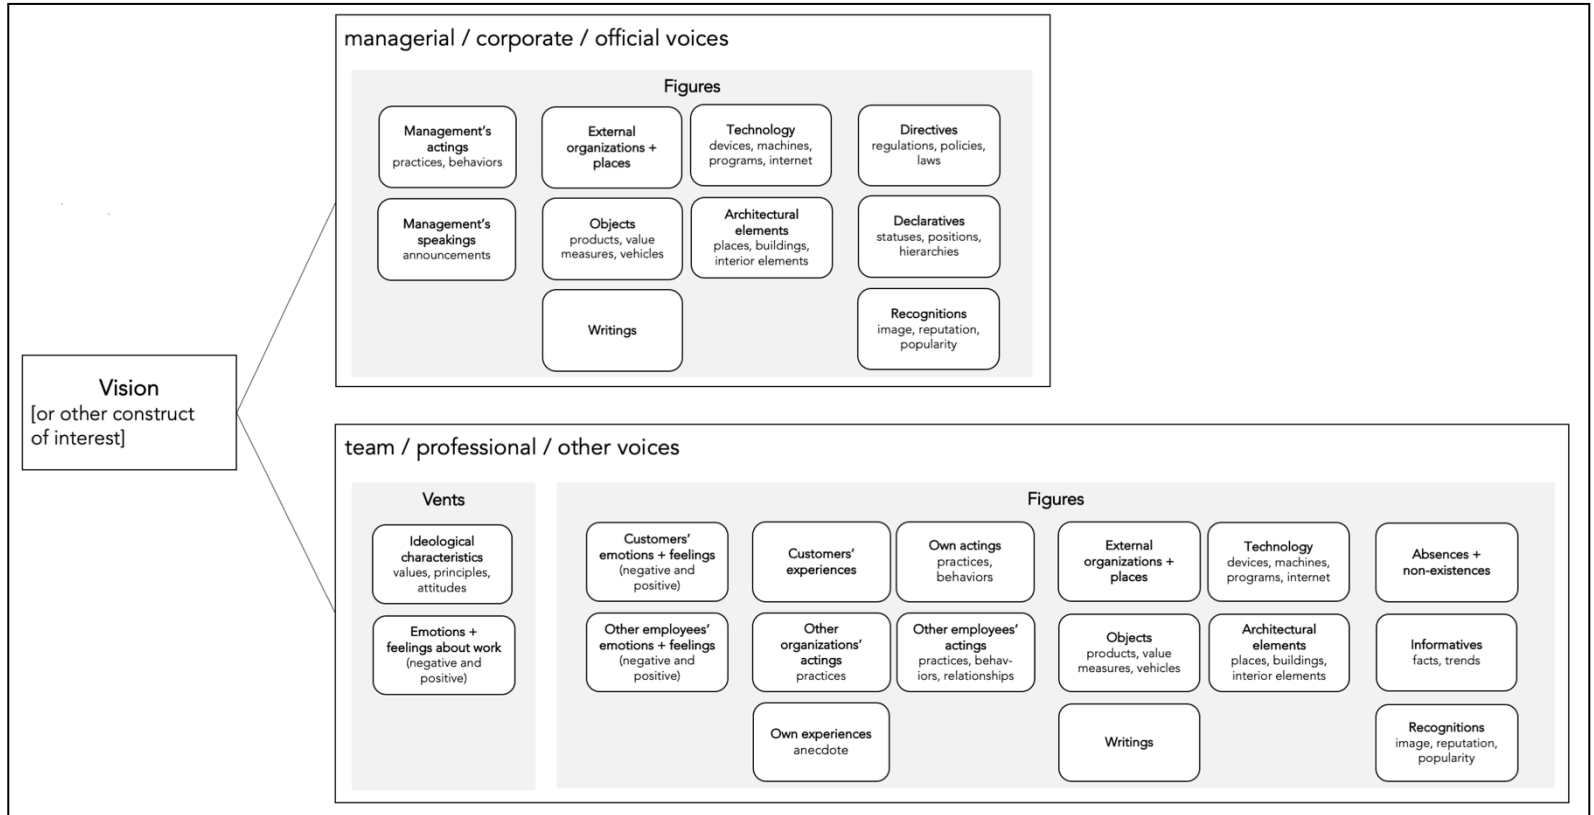 managerial / corporate / official voices
Figures
Management's
actings
practices, behaviors
External
organizations +
places
Technology
devices, machines,
programs, internet
Directives
regulations, policies,
laws
Management's
speakings
announcements
Objects
products, value
measures, vehicles
Architectural
elements
places, buildings,
interior elements
Declaratives
statuses, positions,
hierarchies
Writings
Recognitions
image, reputation,
popularity
Vision
[or other construct
of interest]
team / professional / other voices
Vents
Ideological
characteristics
values, principles,
attitudes
Emotions +
feelings about work
(negative and
positive)
Figures
Customers'
emotions + feelings
(negative and
positive)
Customers'
experiences
Own actings
practices,
behaviors
External
organizations +
places
Technology
devices, machines,
programs, internet
Absences +
non-existences
Other employees'
emotions + feelings
(negative and
positive)
Other
organizations'
actings
practices
Other employees'
actings
practices, behav-
iors, relationships
Objects
products, value
measures, vehicles
Architectural
elements
places, buildings,
interior elements
Informatives
facts, trends
Own experiences
anecdote
Writings
Recognitions
image, reputation,
popularity